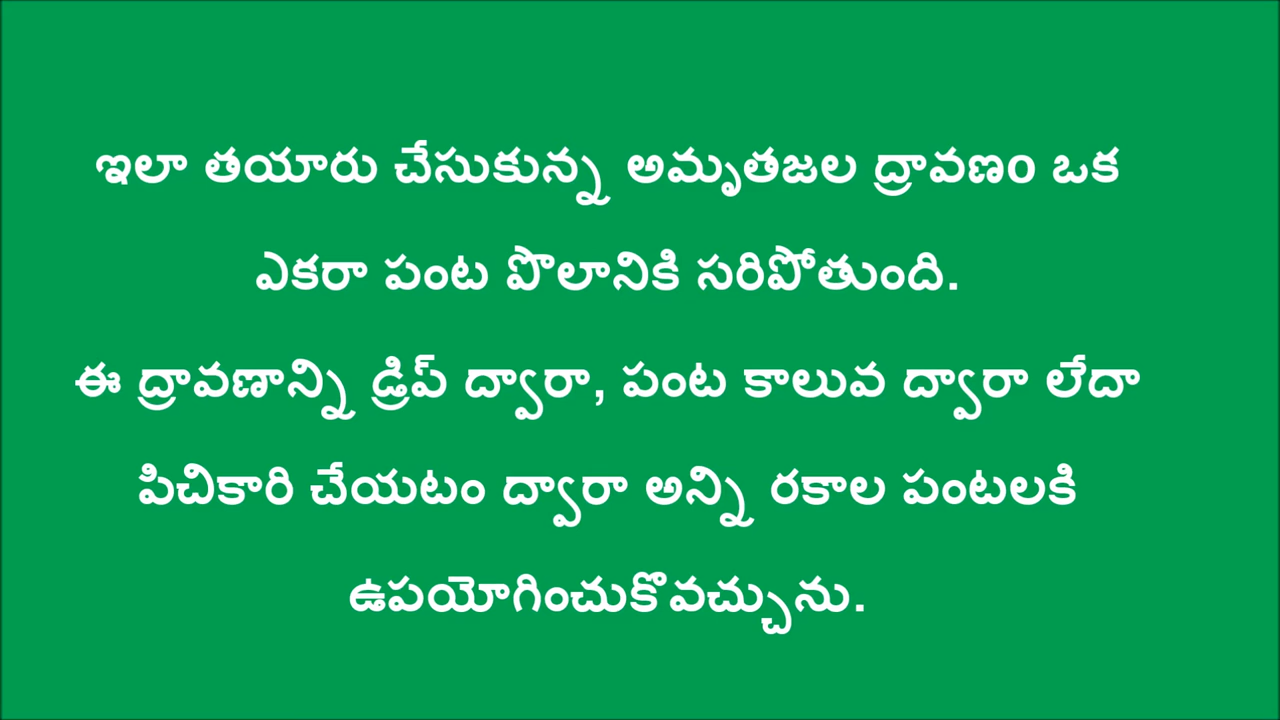 ఇలా తయారు చేసుకున్న అమృతజల ద్రావణం ఒక
ఎకరా పంట పొలానికి సరిపోతుంది.
ఈ ద్రావణాన్ని డ్రిప్ ద్వారా, పంట కాలువ ద్వారా లేదా
పిచికారి చేయటం ద్వారా అన్ని రకాల పంటలకి
ఉపయోగించుకొవచ్చును.